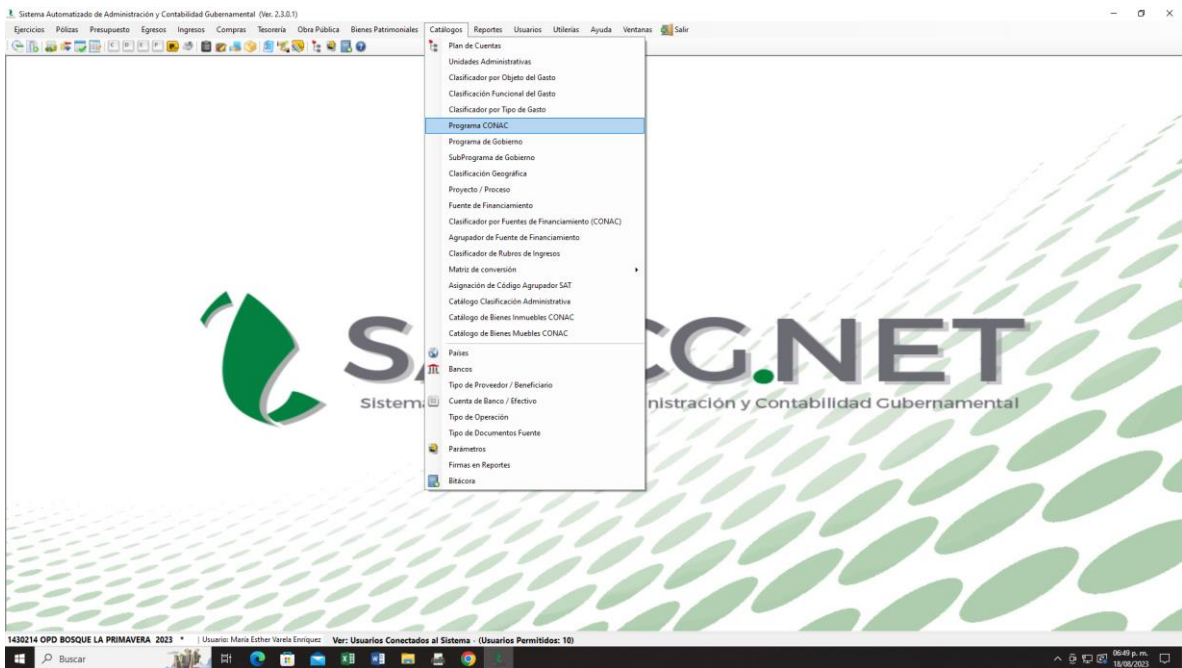 Sistema Automatizado de Administración y Contabilidad Gubernamental (Ver. 2.3.0.1)
Ejercicios Pólizas Presupuesto Egresos Ingresos Compras Tesorería Obra Pública Bienes Patrimoniales Catálogos Reportes Usuarios Utilerías Ayuda Ventanas Salir
Plan de Cuentas
Unidades Administrativas
Clasificador por Objeto del Gasto
Clasificación Funcional del Gasto
Clasificador por Tipo de Gasto
Programa CONAC
Programa de Gobierno
SubPrograma de Gobierno
Clasificación Geográfica
Proyecto / Proceso
Fuente de Financiamiento
Clasificador por Fuentes de Financiamiento (CONAC)
Agrupador de Fuente de Financiamiento
Clasificador de Rubros de Ingresos
Matriz de conversión
Asignación de Código Agrupador SAT
Catálogo Clasificación Administrativa
Catálogo de Bienes Inmuebles CONAC
Catálogo de Bienes Muebles CONAC
Países
Bancos
Tipo de Proveedor / Beneficiario
Cuenta de Banco / Efectivo
Tipo de Operación
Tipo de Documentos Fuente
Parámetros
Firmas en Reportes
Bitácora
S CG.NET
Sistema nistración y Contabilidad Gubernamental
1430214 OPD BOSQUE LA PRIMAVERA 2023 * | Usuario: María Esther Varela Enríquez Ver: Usuarios Conectados al Sistema - (Usuarios Permitidos: 10)
Buscar
06:49 p. m.
18/08/2023